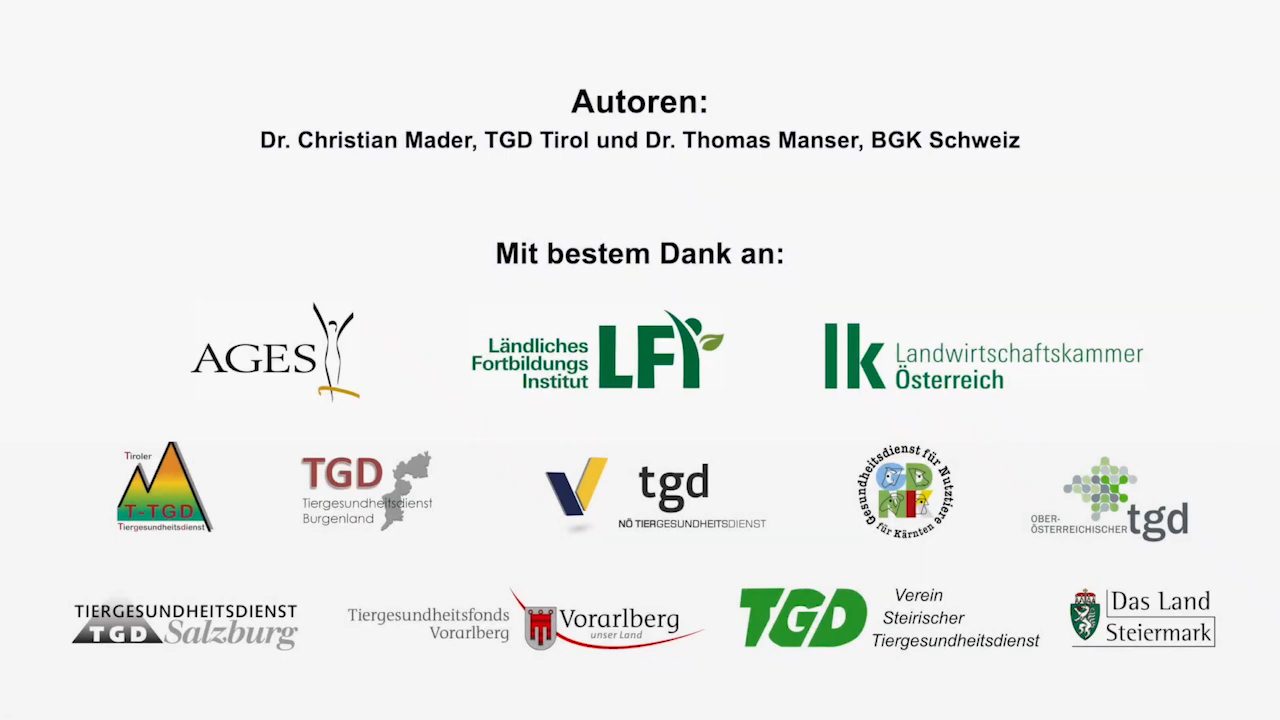 Autoren:
Dr. Christian Mader, TGD Tirol und Dr. Thomas Manser, BGK Schweiz
Mit bestem Dank an:
AGES
Ländliches
Fortbildungs
Institut
LFI
lk
Landwirtschaftskammer
Österreich
Tiroler
T-TGD
Tiergesundheitsdienst
TGD
Tiergesundheitsdienst
Burgenland
tgd
NÖ TIERGESUNDHEITSDIENST
Gesundheitsdienst für Nutztiere
für Kärnten
GD
NK
OBER-
ÖSTERREICHISCHER
tgd
TIERGESUNDHEITSDIENST
TGD Salzburg
Tiergesundheitsfonds
Vorarlberg
Vorarlberg
unser Land
TGD
Verein
Steirischer
Tiergesundheitsdienst
Das Land
Steiermark